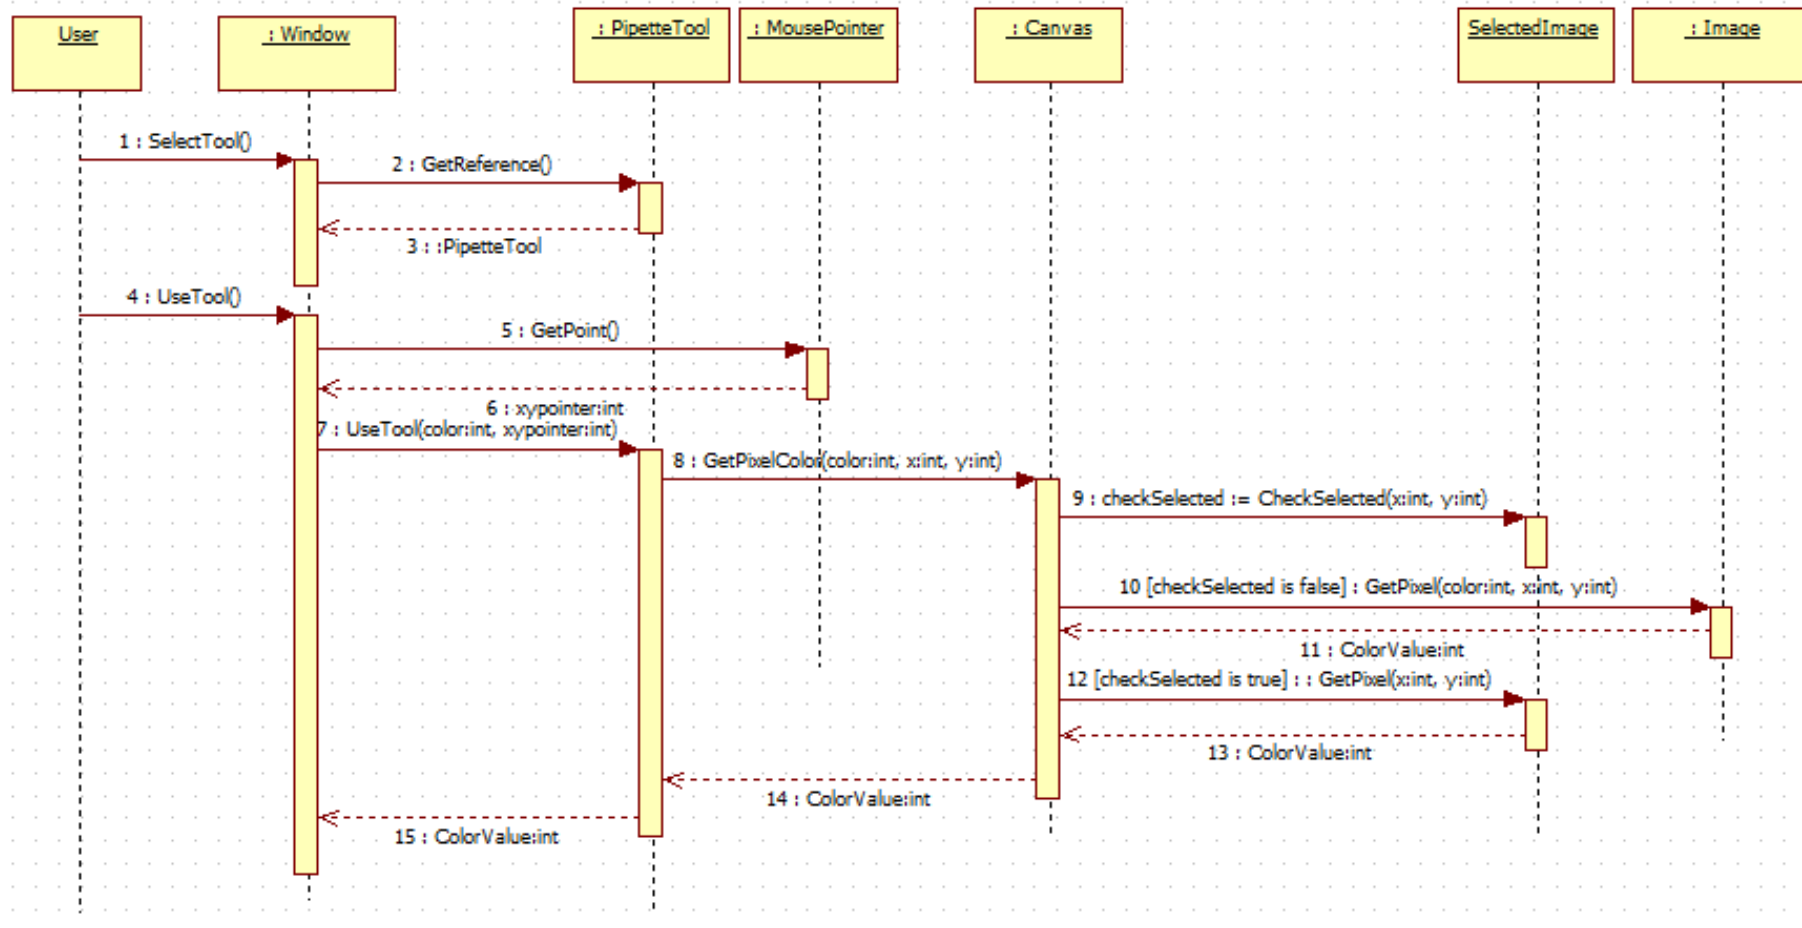 User
: Window
: PipetteTool
: MousePointer
: Canvas
SelectedImage
: Image
1 : SelectTool()
2 : GetReference()
3 : :PipetteTool
4 : UseTool()
5 : GetPoint()
6 : xypointer:int
7 : UseTool(color:int, xypointer:int)
8 : GetPixelColor(color:int, x:int, y:int)
9 : checkSelected := CheckSelected(x:int, y:int)
10 [checkSelected is false] : GetPixel(color:int, x:int, y:int)
11 : ColorValue:int
12 [checkSelected is true] : : GetPixel(x:int, y:int)
13 : ColorValue:int
14 : ColorValue:int
15 : ColorValue:int